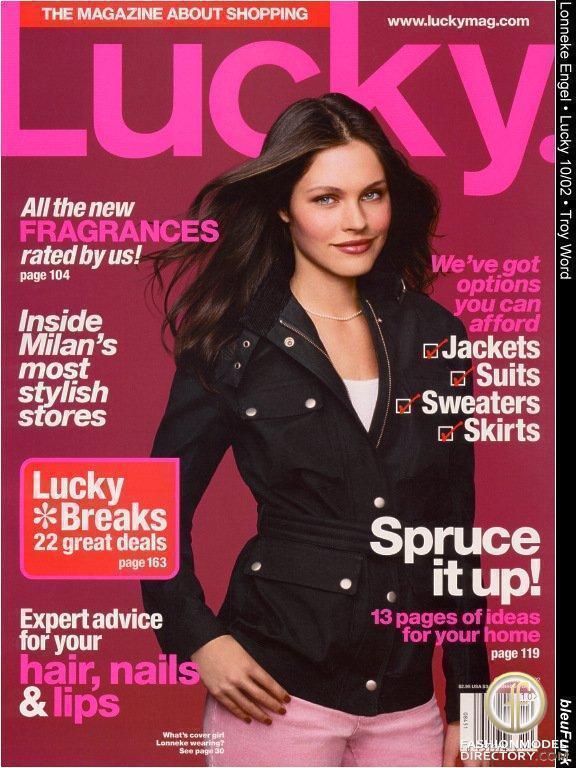 THE MAGAZINE ABOUT SHOPPING
www.luckymag.com
Lucky.
All the new
FRAGRANCES
rated by us!
page 104
Inside
Milan's
most
stylish
stores
Lucky
*Breaks
22 great deals
page 163
Expert advice
for your
hair, nails
& lips
What's cover girl
Lonneke wearing?
See page 30
We've got
options
you can
afford
Jackets
Suits
Sweaters
Skirts
Spruce
it up!
13 pages of ideas
for your home
page 119
FASHIONMODEL
DIRECTORY.COM
Lonneke Engel • Lucky 10/02 • Troy Word
bleuFunk